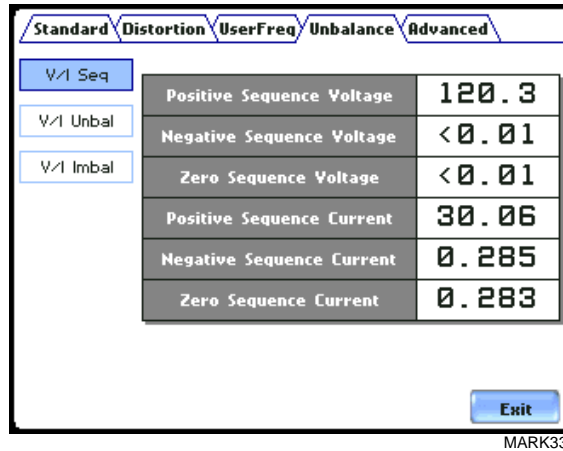 Standard Distortion UserFreq Unbalance Advanced
V/I Seq
V/I Unbal
V/I Imbal
Positive Sequence Voltage 120.3
Negative Sequence Voltage <0.01
Zero Sequence Voltage <0.01
Positive Sequence Current 30.06
Negative Sequence Current 0.285
Zero Sequence Current 0.283
Exit
MARK33